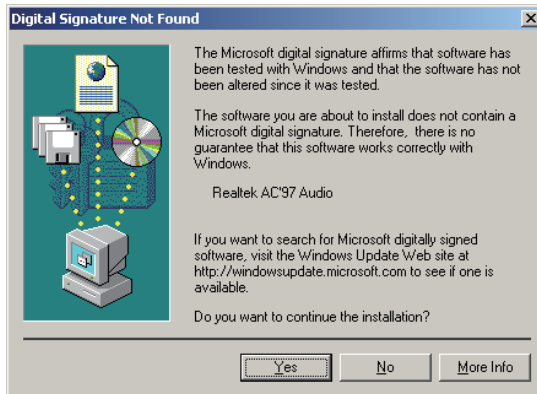 Digital Signature Not Found
The Microsoft digital signature affirms that software has
been tested with Windows and that the software has not
been altered since it was tested.
The software you are about to install does not contain a
Microsoft digital signature. Therefore, there is no
guarantee that this software works correctly with
Windows.
Realtek AC'97 Audio
If you want to search for Microsoft digitally signed
software, visit the Windows Update Web site at
http://windowsupdate.microsoft.com to see if one is
available.
Do you want to continue the installation?
Yes No More Info